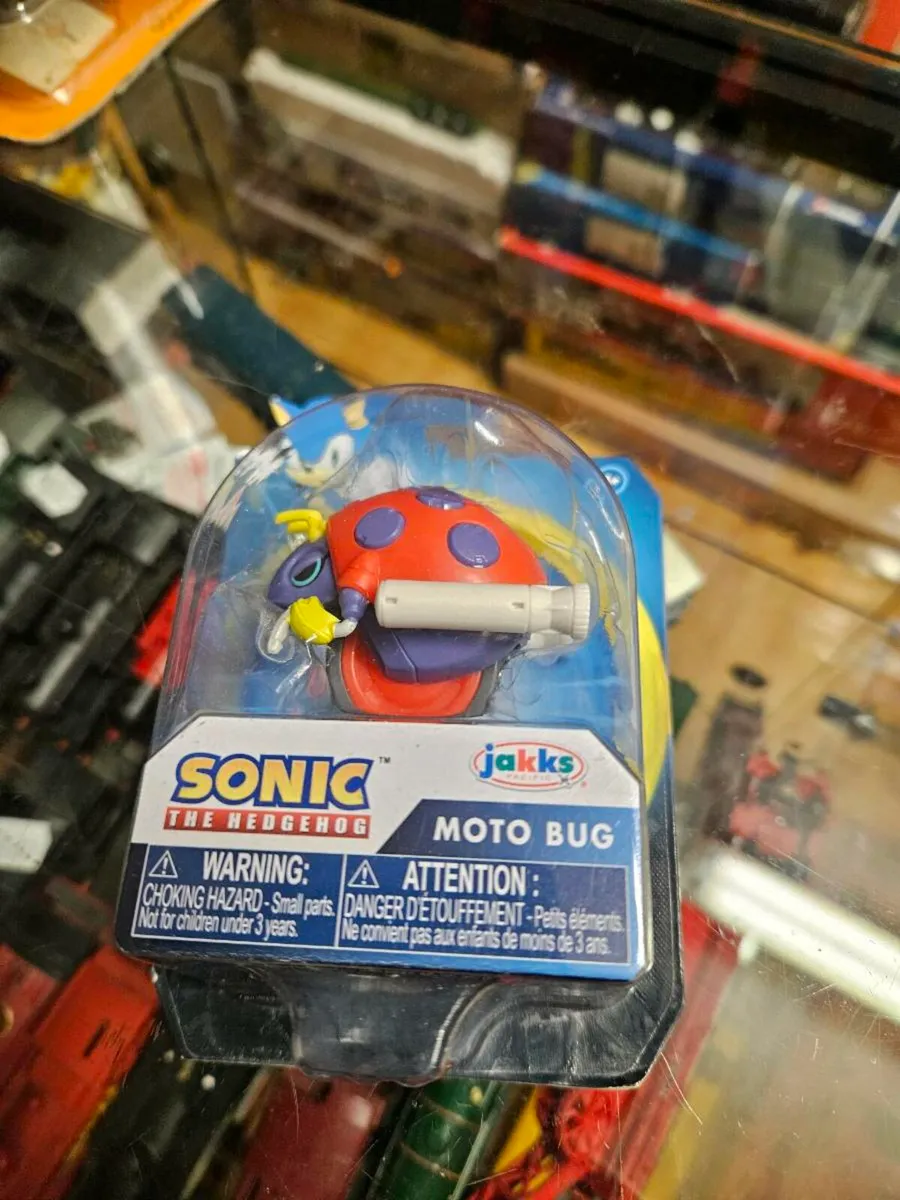 SONIC™
THE HEDGEHOG
jakks
PACIFIC
®
MOTO BUG
WARNING:
CHOKING HAZARD - Small parts.
Not for children under 3 years.
ATTENTION :
DANGER D'ÉTOUFFEMENT - Petits éléments.
Ne convient pas aux enfants de moins de 3 ans.